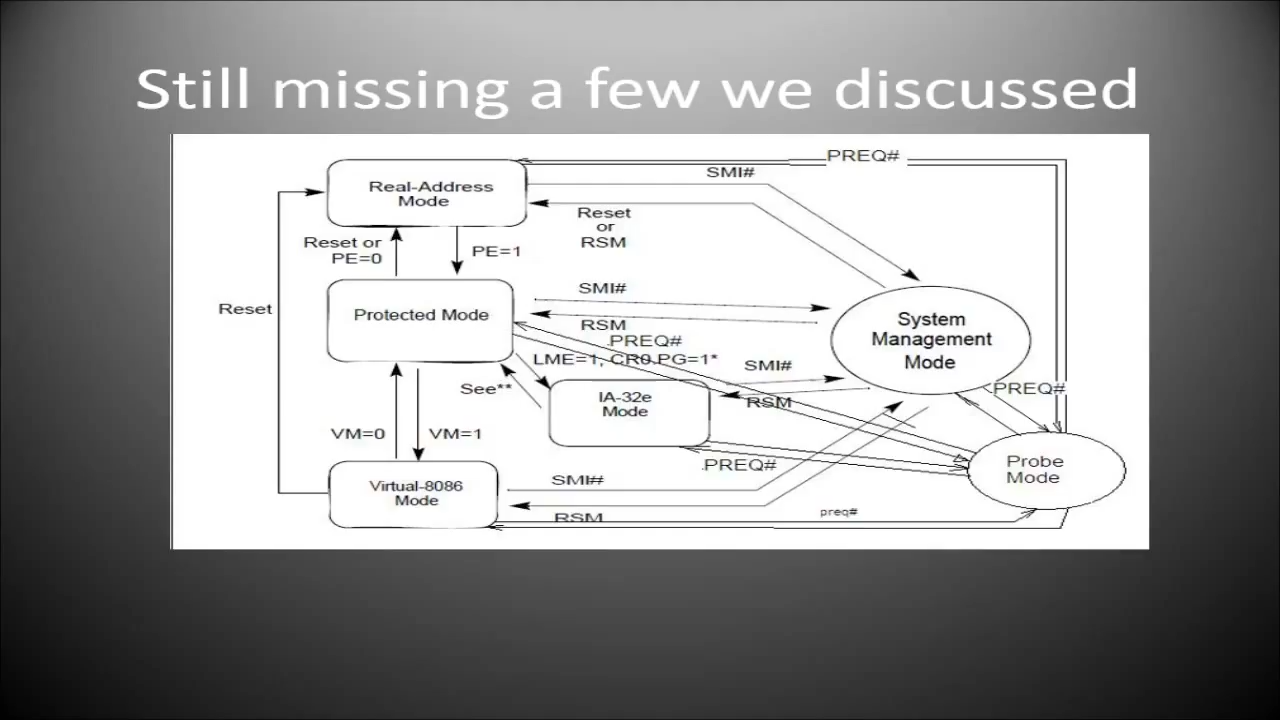 Still missing a few we discussed
PREQ#
SMI#
Real-Address
Mode
Reset
or
RSM
Reset or
PE=0
PE=1
SMI#
Reset
Protected Mode
System
Management
Mode
RSM
.PREQ#
LME=1, CR0.PG=1*
SMI#
See**
IA-32e
Mode
RSM
PREQ#
VM=0
VM=1
PREQ#
Probe
Mode
Virtual-8086
Mode
SMI#
RSM
preq#